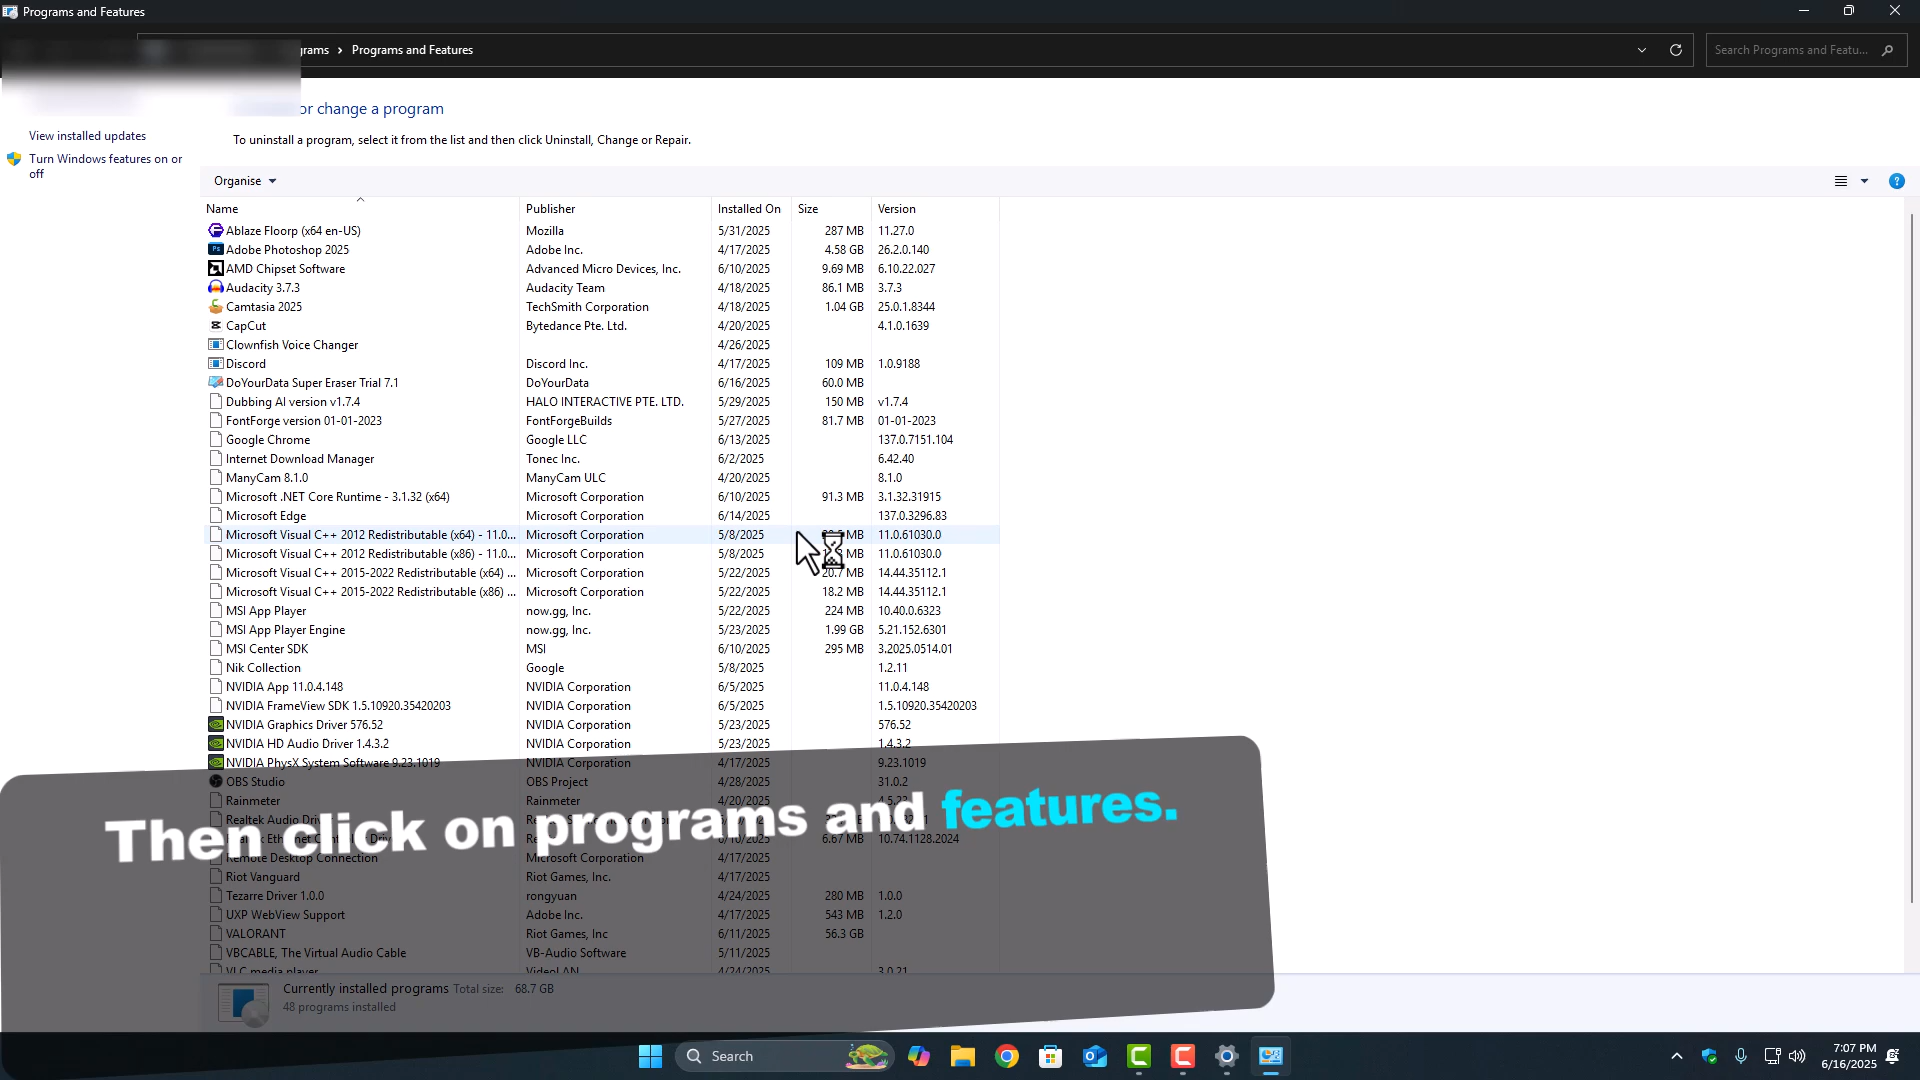 Programs and Features
grams › Programs and Features
Search Programs and Featu...
or change a program
To uninstall a program, select it from the list and then click Uninstall, Change or Repair.
View installed updates
Turn Windows features on or
off
Organise
Name Publisher Installed On Size Version
Ablaze Floorp (x64 en-US) Mozilla 5/31/2025 287 MB 11.27.0
Adobe Photoshop 2025 Adobe Inc. 4/17/2025 4.58 GB 26.2.0.140
AMD Chipset Software Advanced Micro Devices, Inc. 6/10/2025 9.69 MB 6.10.22.027
Audacity 3.7.3 Audacity Team 4/18/2025 86.1 MB 3.7.3
Camtasia 2025 TechSmith Corporation 4/18/2025 1.04 GB 25.0.1.8344
CapCut Bytedance Pte. Ltd. 4/20/2025 4.1.0.1639
Clownfish Voice Changer 4/26/2025
Discord Discord Inc. 4/17/2025 109 MB 1.0.9188
DoYourData Super Eraser Trial 7.1 DoYourData 6/16/2025 60.0 MB
Dubbing AI version v1.7.4 HALO INTERACTIVE PTE. LTD. 5/29/2025 150 MB v1.7.4
FontForge version 01-01-2023 FontForgeBuilds 5/27/2025 81.7 MB 01-01-2023
Google Chrome Google LLC 6/13/2025 137.0.7151.104
Internet Download Manager Tonec Inc. 6/2/2025 6.42.40
ManyCam 8.1.0 ManyCam ULC 4/20/2025 8.1.0
Microsoft .NET Core Runtime - 3.1.32 (x64) Microsoft Corporation 6/10/2025 91.3 MB 3.1.32.31915
Microsoft Edge Microsoft Corporation 6/14/2025 137.0.3296.83
Microsoft Visual C++ 2012 Redistributable (x64) - 11.0... Microsoft Corporation 5/8/2025 MB 11.0.61030.0
Microsoft Visual C++ 2012 Redistributable (x86) - 11.0... Microsoft Corporation 5/8/2025 MB 11.0.61030.0
Microsoft Visual C++ 2015-2022 Redistributable (x64) ... Microsoft Corporation 5/22/2025 20.7 MB 14.44.35112.1
Microsoft Visual C++ 2015-2022 Redistributable (x86) ... Microsoft Corporation 5/22/2025 18.2 MB 14.44.35112.1
MSI App Player now.gg, Inc. 5/22/2025 224 MB 10.40.0.6323
MSI App Player Engine now.gg, Inc. 5/23/2025 1.99 GB 5.21.152.6301
MSI Center SDK MSI 6/10/2025 295 MB 3.2025.0514.01
Nik Collection Google 5/8/2025 1.2.11
NVIDIA App 11.0.4.148 NVIDIA Corporation 6/5/2025 11.0.4.148
NVIDIA FrameView SDK 1.5.10920.35420203 NVIDIA Corporation 6/5/2025 1.5.10920.35420203
NVIDIA Graphics Driver 576.52 NVIDIA Corporation 5/23/2025 576.52
NVIDIA HD Audio Driver 1.4.3.2 NVIDIA Corporation 5/23/2025 1.4.3.2
NVIDIA PhysX System Software 9.23.1019 NVIDIA Corporation 4/17/2025 9.23.1019
OBS Studio OBS Project 4/28/2025 31.0.2
Rainmeter Rainmeter 4/20/2025
Then click on programs and features.
Realtek Audio
6.67 MB 10.74.1128.2024
Remote Desktop Connection Microsoft Corporation 4/17/2025
Riot Vanguard Riot Games, Inc. 4/17/2025
Tezarre Driver 1.0.0 rongyuan 4/24/2025 280 MB 1.0.0
UXP WebView Support Adobe Inc. 4/17/2025 543 MB 1.2.0
VALORANT Riot Games, Inc 6/11/2025 56.3 GB
VBCABLE, The Virtual Audio Cable VB-Audio Software 5/11/2025
VLC media player VideoLAN 4/24/2025 3.0.21
Currently installed programs Total size: 68.7 GB
48 programs installed
Search
7:07 PM
6/16/2025